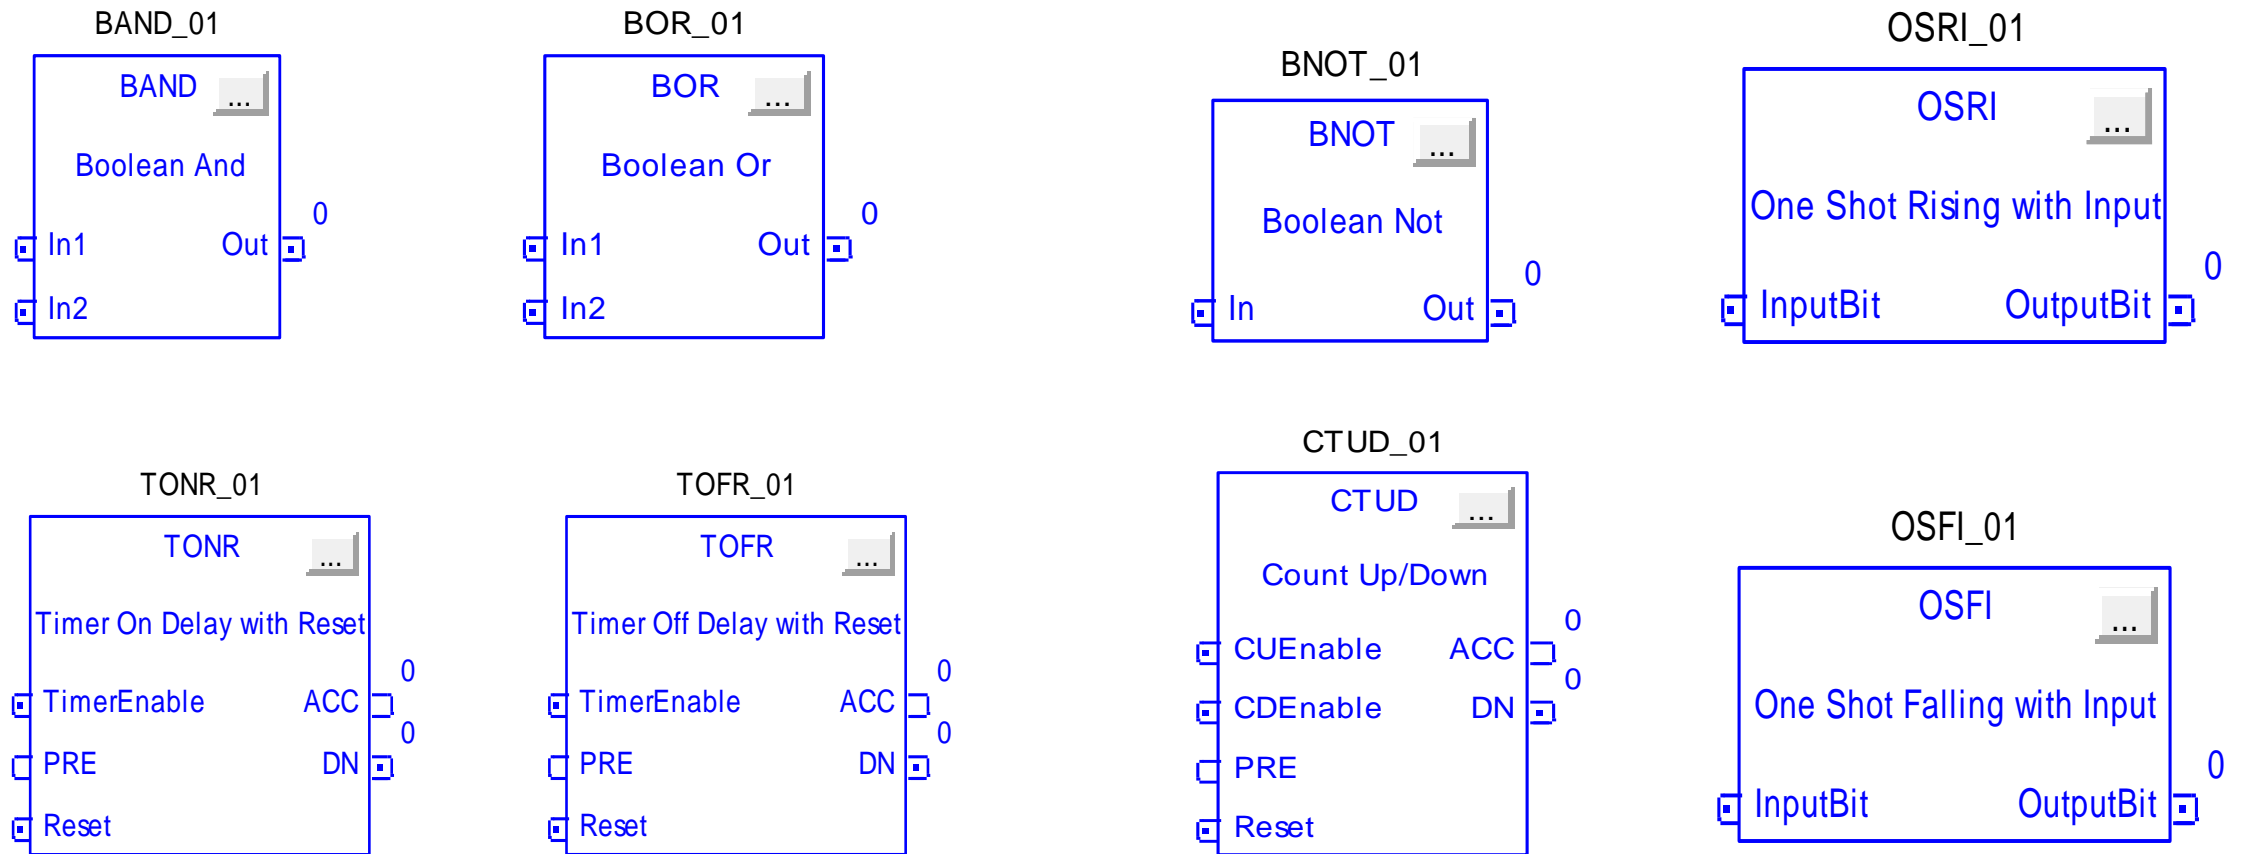 BAND_01
BAND
...
Boolean And
0
In1 Out
In2
BOR_01
BOR
...
Boolean Or
0
In1 Out
In2
BNOT_01
BNOT
...
Boolean Not
0
In Out
OSRI_01
OSRI
...
One Shot Rising with Input
0
InputBit OutputBit
TONR_01
TONR
...
Timer On Delay with Reset
0
TimerEnable ACC
0
PRE DN
Reset
TOFR_01
TOFR
...
Timer Off Delay with Reset
0
TimerEnable ACC
0
PRE DN
Reset
CTUD_01
CTUD
...
Count Up/Down
0
CUEnable ACC
0
CDEnable DN
PRE
Reset
OSFI_01
OSFI
...
One Shot Falling with Input
0
InputBit OutputBit